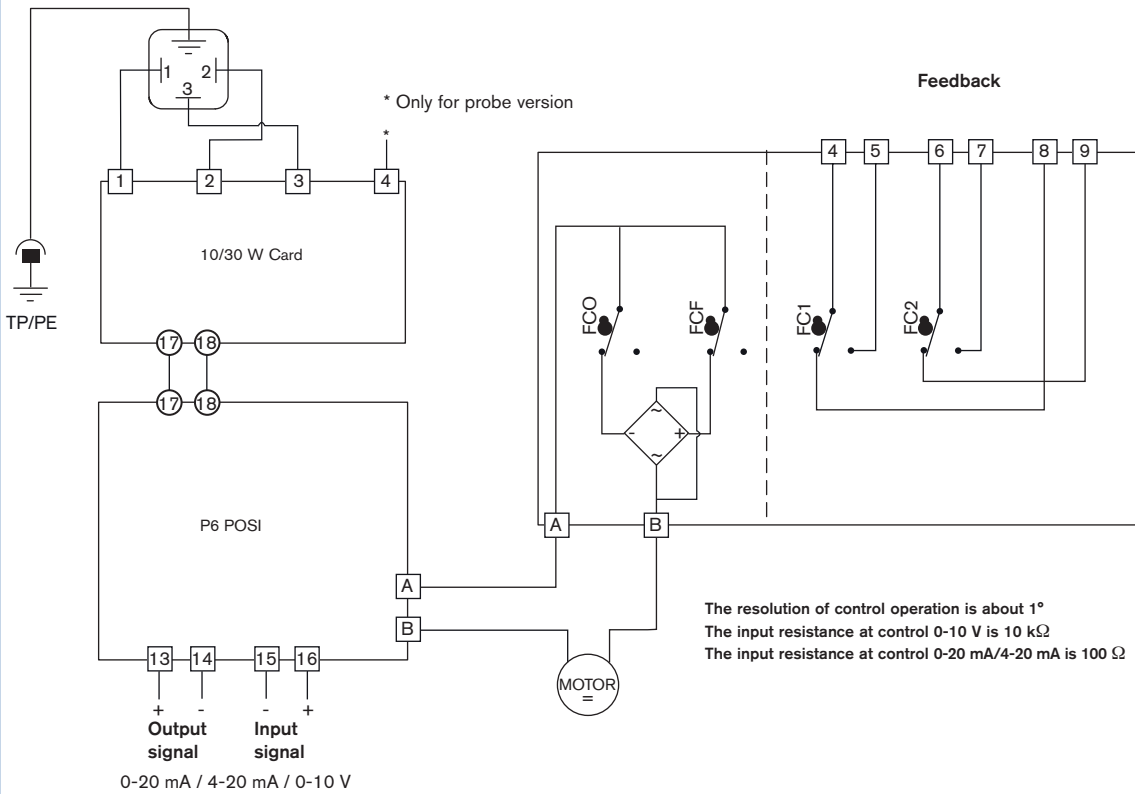 1 2
3
* Only for probe version
*
Feedback
1 2 3 4
10/30 W Card
TP/PE
17 18
17 18
P6 POSI
A
B
13 14 15 16
+ - - +
Output signal
Input signal
0-20 mA / 4-20 mA / 0-10 V
4 5 6 7 8 9
FCO FCF FC1 FC2
~
- +
~
A B
MOTOR
=
The resolution of control operation is about 1°
The input resistance at control 0-10 V is 10 kΩ
The input resistance at control 0-20 mA/4-20 mA is 100 Ω